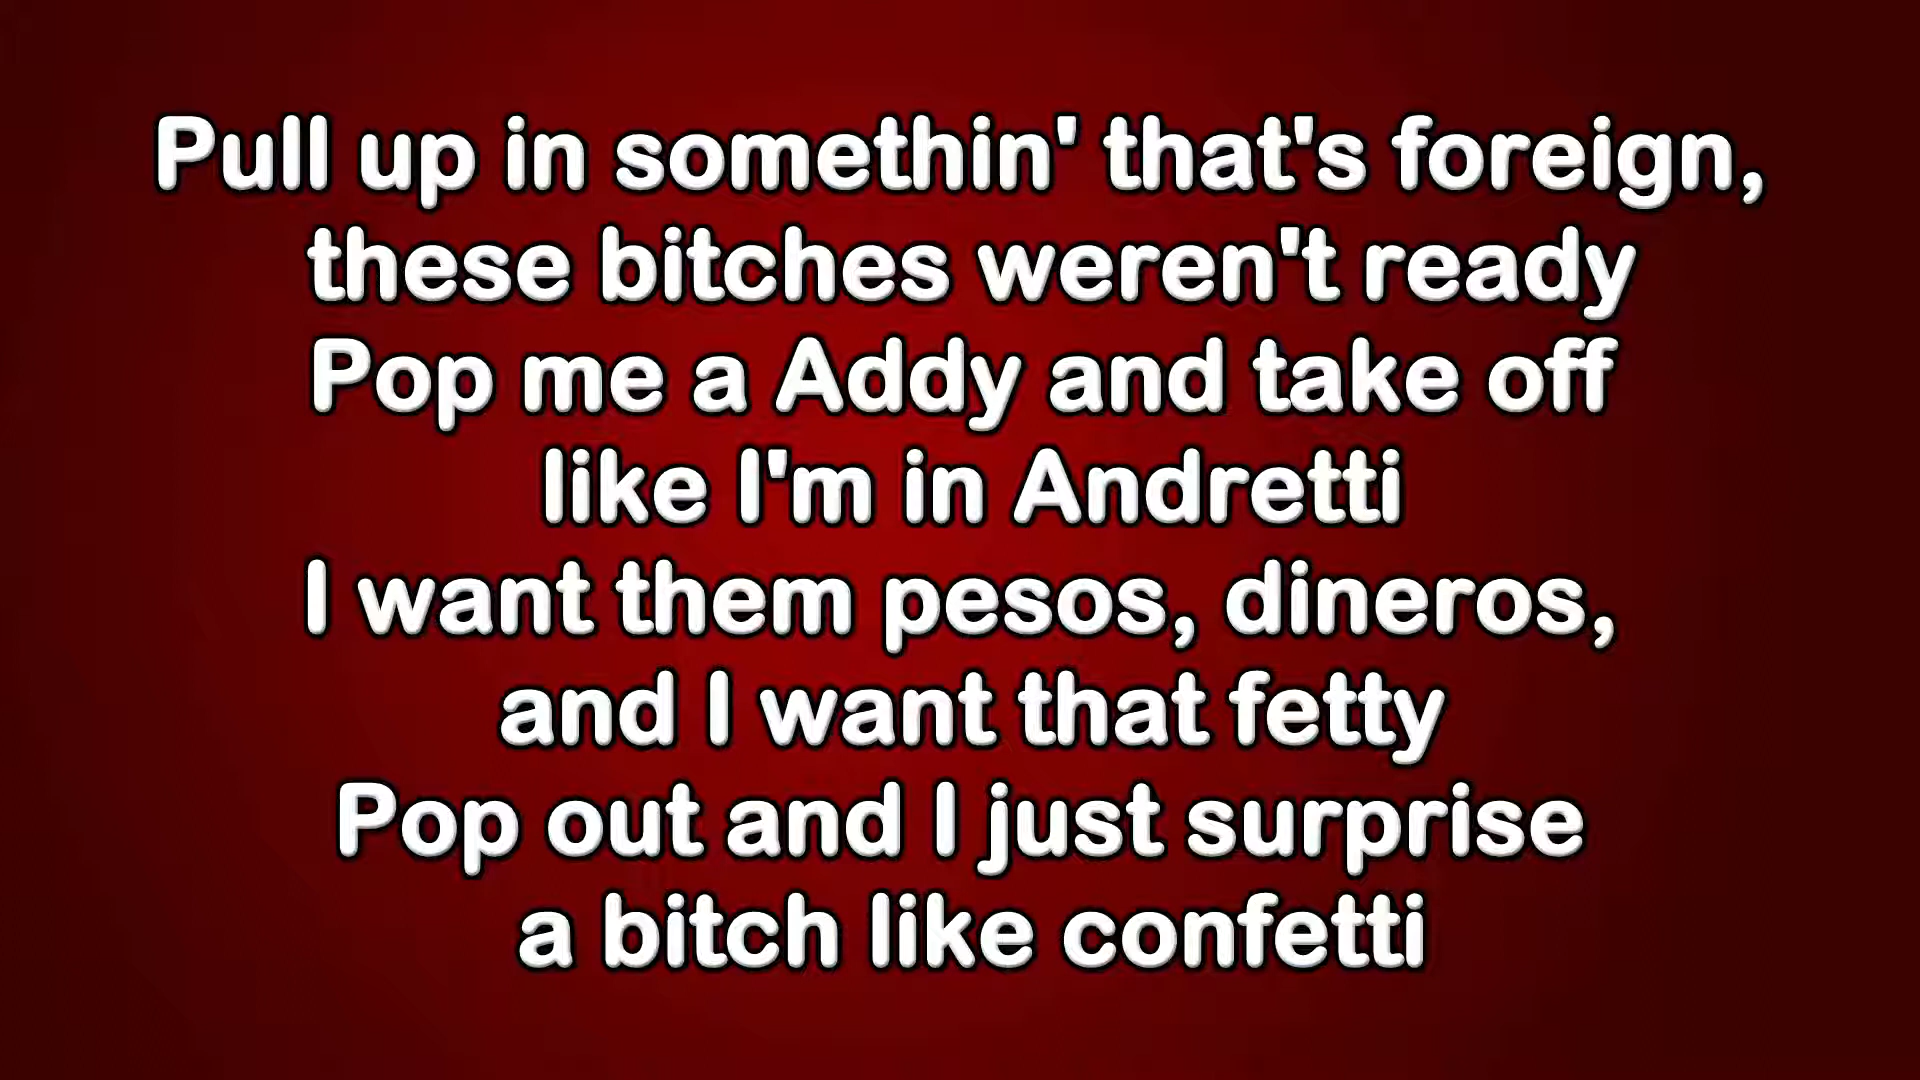 Pull up in somethin' that's foreign,
these bitches weren't ready
Pop me a Addy and take off
like I'm in Andretti
I want them pesos, dineros,
and I want that fetty
Pop out and I just surprise
a bitch like confetti